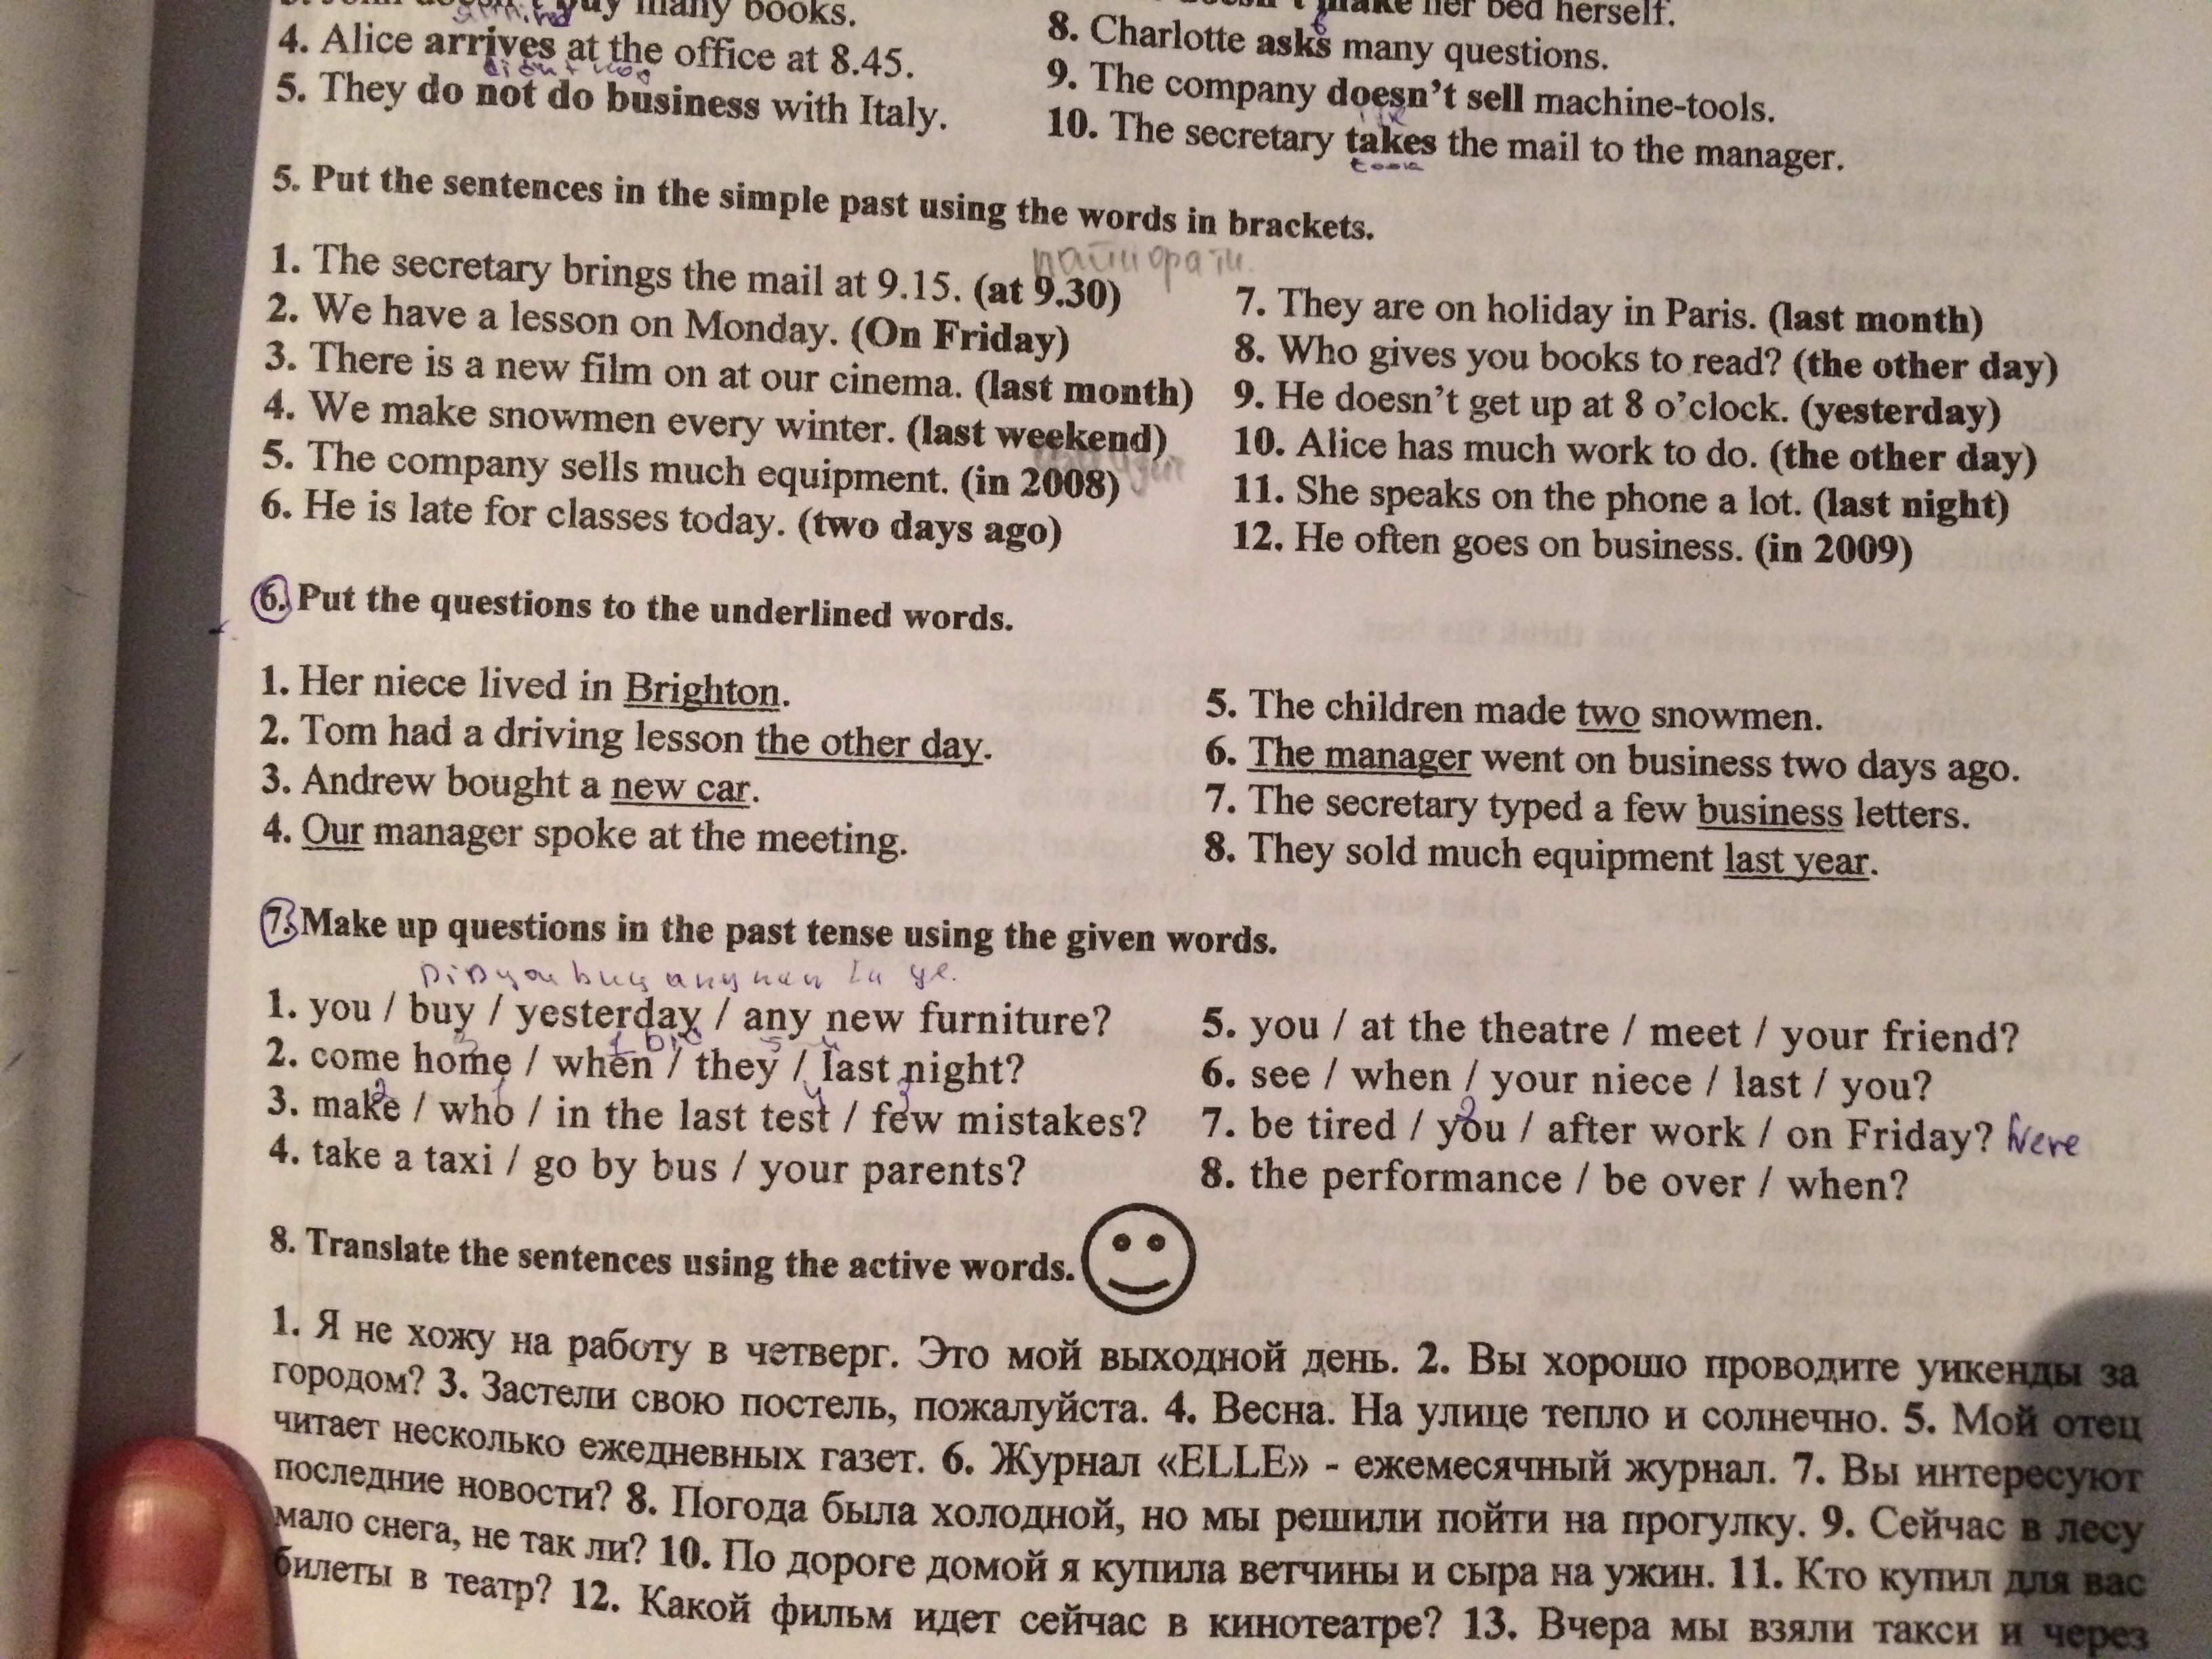 many books.
4. Alice arrives at the office at 8.45.
5. They do not do business with Italy.
make her bed herself.
8. Charlotte asks many questions.
9. The company doesn't sell machine-tools.
10. The secretary takes the mail to the manager.
took
5. Put the sentences in the simple past using the words in brackets.
1. The secretary brings the mail at 9.15. (at 9.30)
2. We have a lesson on Monday. (On Friday)
3. There is a new film on at our cinema. (last month)
4. We make snowmen every winter. (last weekend)
5. The company sells much equipment. (in 2008)
6. He is late for classes today. (two days ago)
7. They are on holiday in Paris. (last month)
8. Who gives you books to read? (the other day)
9. He doesn't get up at 8 o'clock. (yesterday)
10. Alice has much work to do. (the other day)
11. She speaks on the phone a lot. (last night)
12. He often goes on business. (in 2009)
6. Put the questions to the underlined words.
1. Her niece lived in Brighton.
2. Tom had a driving lesson the other day.
3. Andrew bought a new car.
4. Our manager spoke at the meeting.
5. The children made two snowmen.
6. The manager went on business two days ago.
7. The secretary typed a few business letters.
8. They sold much equipment last year.
7. Make up questions in the past tense using the given words.
Did you buy any
1. you / buy / yesterday / any new furniture?
2. come home / when / they / last night?
3. make / who / in the last test / few mistakes?
4. take a taxi / go by bus / your parents?
5. you / at the theatre / meet / your friend?
6. see / when / your niece / last / you?
7. be tired / you / after work / on Friday? Were
8. the performance / be over / when?
8. Translate the sentences using the active words.
1. Я не хожу на работу в четверг. Это мой выходной день. 2. Вы хорошо проводите уикенды за
городом? 3. Застели свою постель, пожалуйста. 4. Весна. На улице тепло и солнечно. 5. Мой отец
читает несколько ежедневных газет. 6. Журнал «ELLE» - ежемесячный журнал. 7. Вы интересуют
последние новости? 8. Погода была холодной, но мы решили пойти на прогулку. 9. Сейчас в лесу
мало снега, не так ли? 10. По дороге домой я купила ветчины и сыра на ужин. 11. Кто купил для вас
билеты в театр? 12. Какой фильм идет сейчас в кинотеатре? 13. Вчера мы взяли такси и через